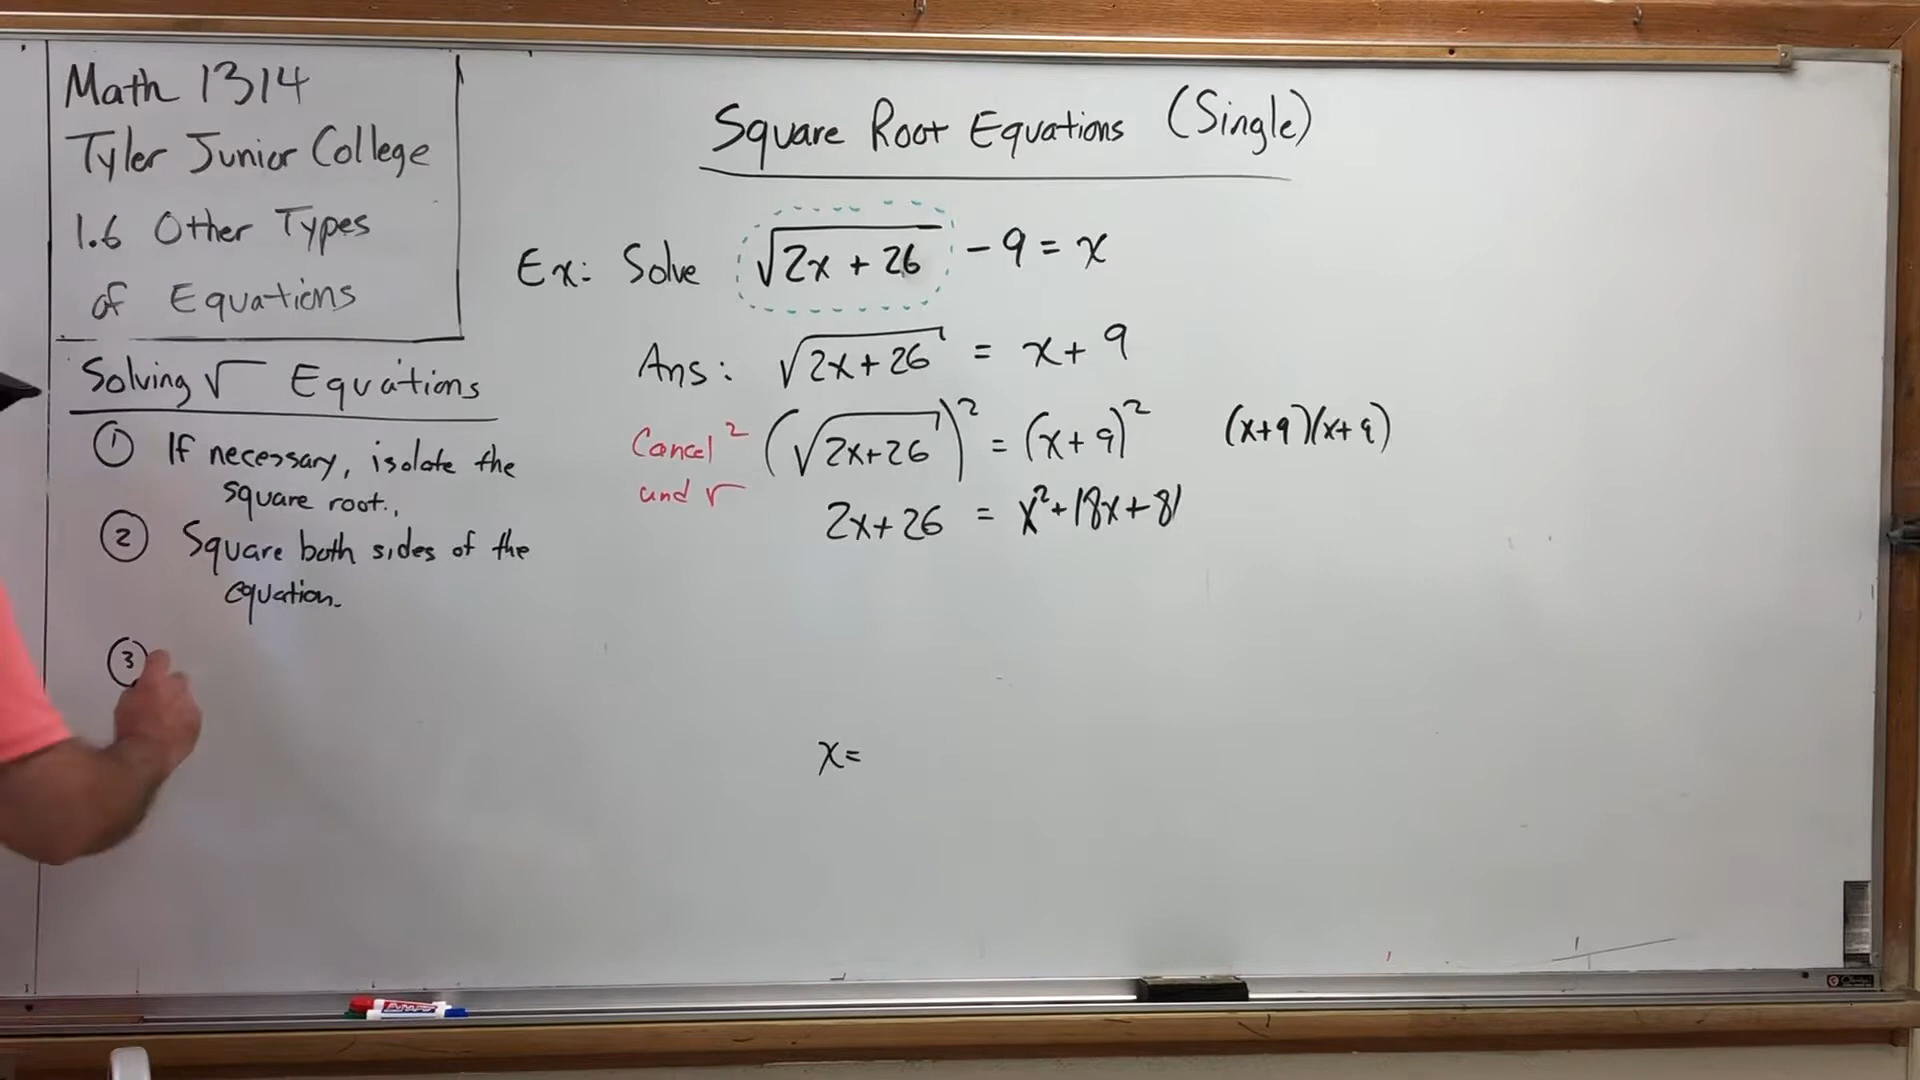 Math 1314
Tyler Junior College
1.6 Other Types
of Equations
Solving √ Equations
① If necessary, isolate the
square root.
② Square both sides of the
equation.
③
Square Root Equations (Single)
Ex: Solve √(2x + 26) - 9 = x
Ans: √(2x+26) = x + 9
Cancel ² and √
(√(2x+26))² = (x+9)² (x+9)(x+9)
2x+26 = x²+18x+81
x=